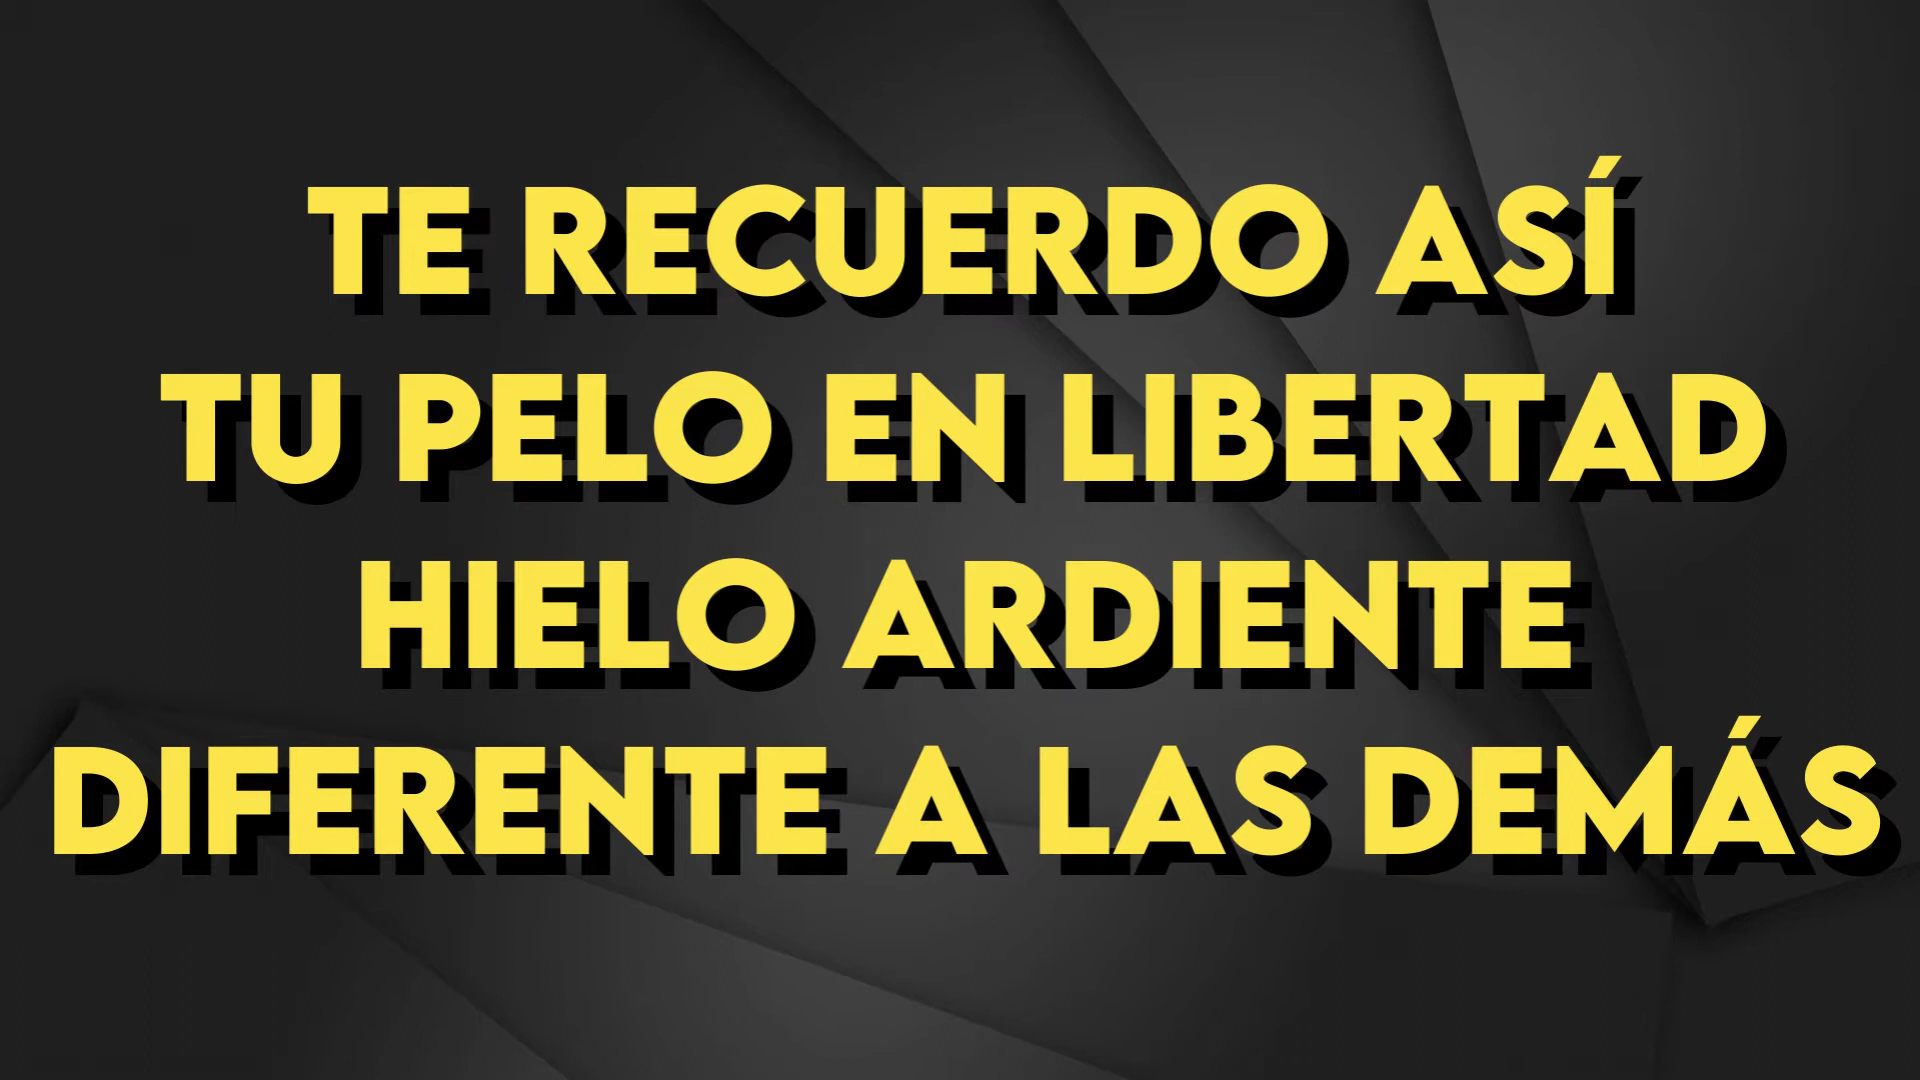 TE RECUERDO ASÍ
TU PELO EN LIBERTAD
HIELO ARDIENTE
DIFERENTE A LAS DEMÁS